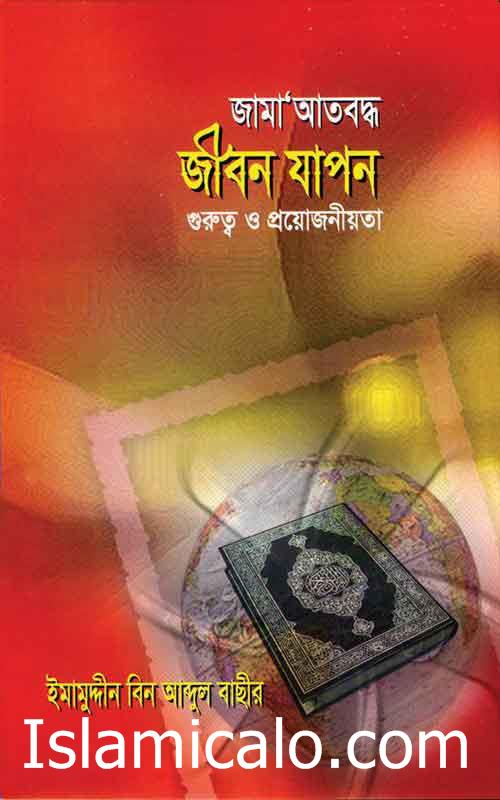 জামা‘আতবদ্ধ
জীবন যাপন
গুরুত্ব ও প্রয়োজনীয়তা
ইমামুদ্দীন বিন আব্দুল বাছীর
Islamicalo.com